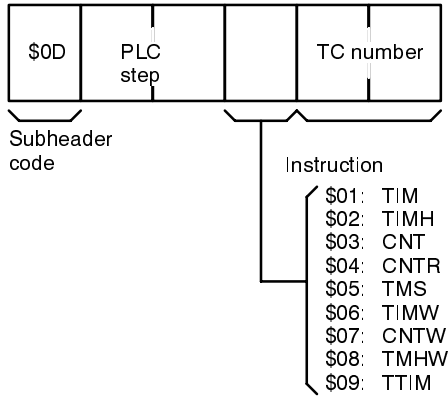 $0D PLC step TC number
Subheader code
Instruction
$01: TIM
$02: TIMH
$03: CNT
$04: CNTR
$05: TMS
$06: TIMW
$07: CNTW
$08: TMHW
$09: TTIM